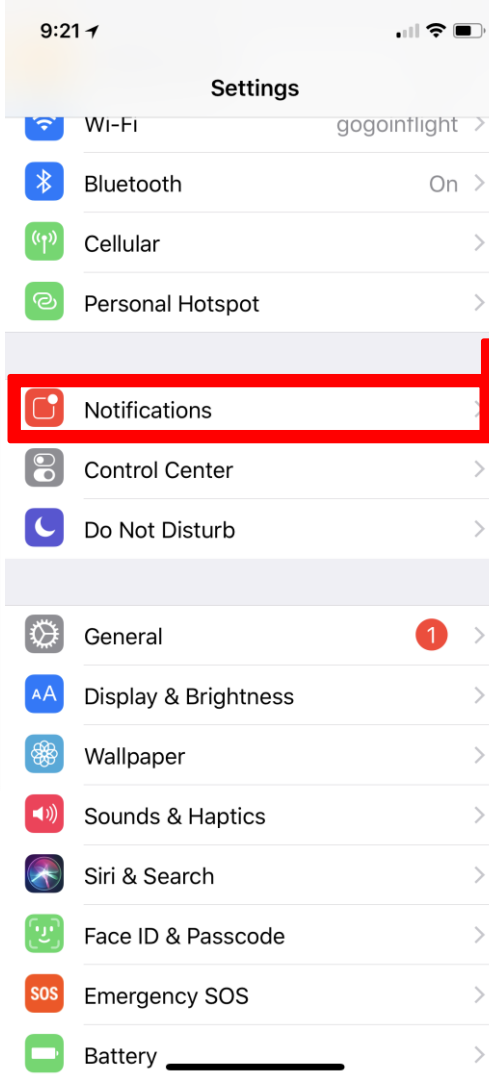 9:21
Settings
Wi-Fi gogoinflight
Bluetooth On
Cellular
Personal Hotspot
Notifications
Control Center
Do Not Disturb
General 1
AA Display & Brightness
Wallpaper
Sounds & Haptics
Siri & Search
Face ID & Passcode
SOS Emergency SOS
Battery